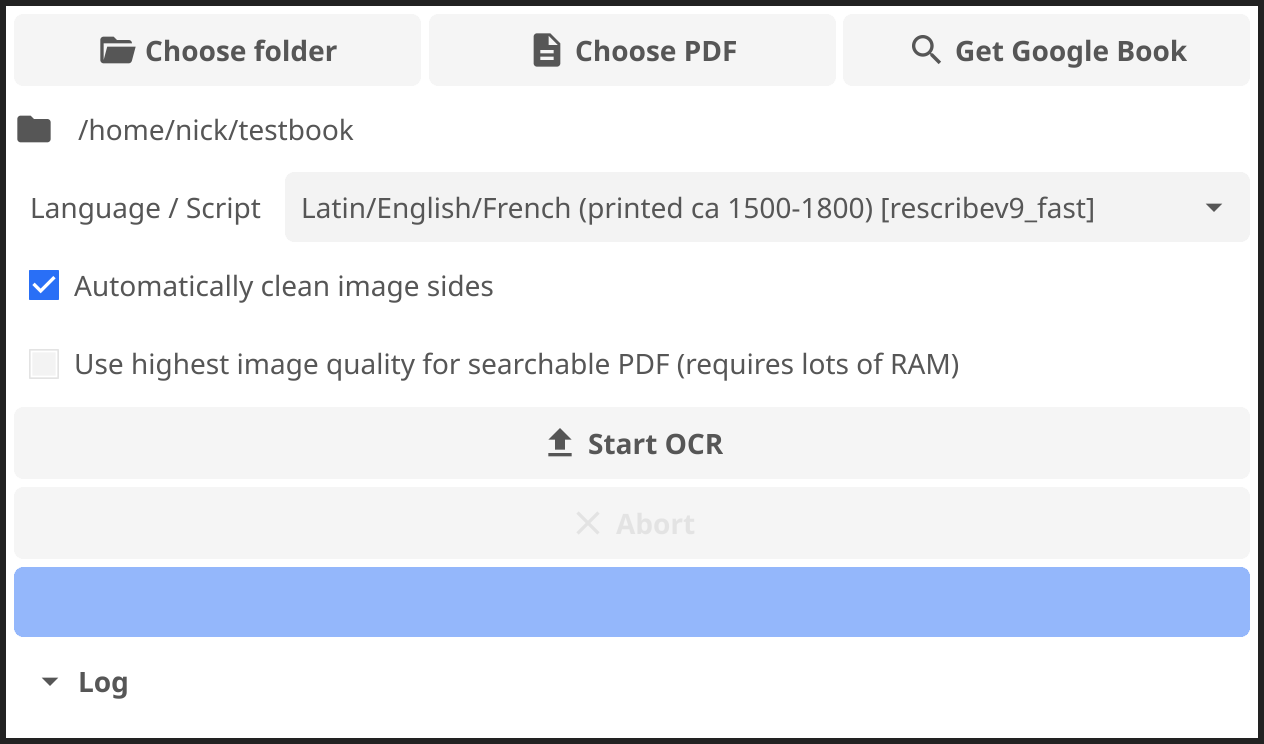 Choose folder Choose PDF Get Google Book
/home/nick/testbook
Language / Script Latin/English/French (printed ca 1500-1800) [rescribev9_fast]
Automatically clean image sides
Use highest image quality for searchable PDF (requires lots of RAM)
Start OCR
Abort
Log